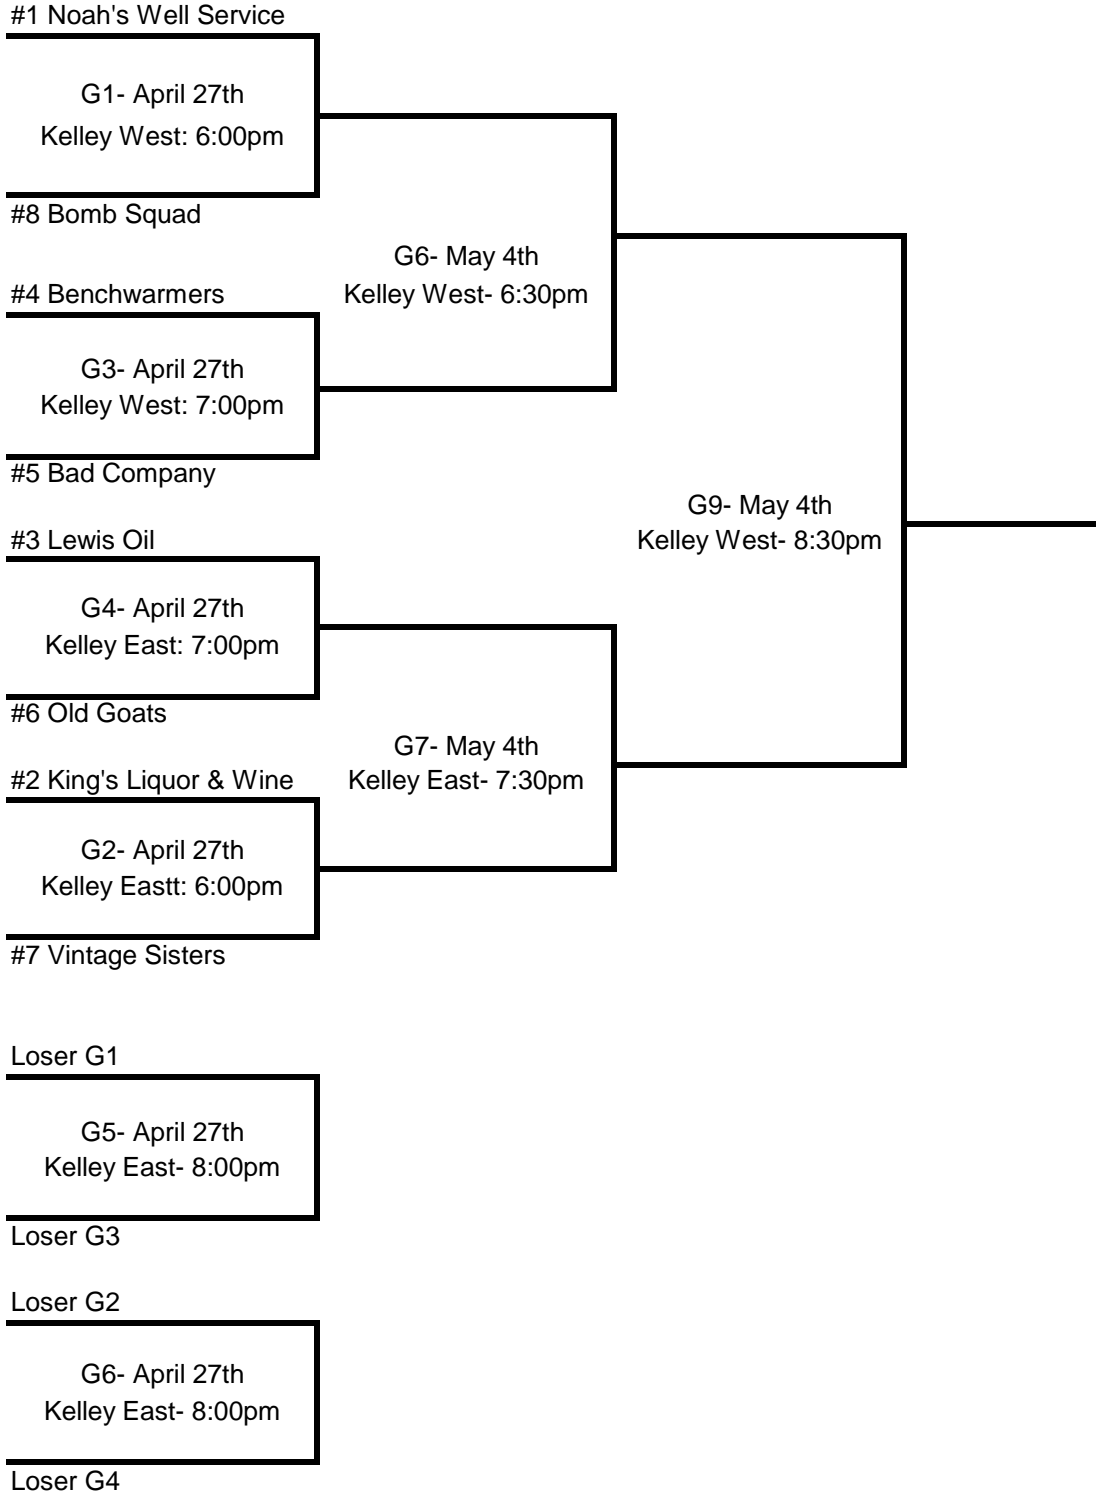 #1 Noah's Well Service
G1- April 27th
Kelley West: 6:00pm
#8 Bomb Squad
G6- May 4th
#4 Benchwarmers
Kelley West- 6:30pm
G3- April 27th
Kelley West: 7:00pm
#5 Bad Company
G9- May 4th
Kelley West- 8:30pm
#3 Lewis Oil
G4- April 27th
Kelley East: 7:00pm
#6 Old Goats
G7- May 4th
Kelley East- 7:30pm
#2 King's Liquor & Wine
G2- April 27th
Kelley Eastt: 6:00pm
#7 Vintage Sisters
Loser G1
G5- April 27th
Kelley East- 8:00pm
Loser G3
Loser G2
G6- April 27th
Kelley East- 8:00pm
Loser G4